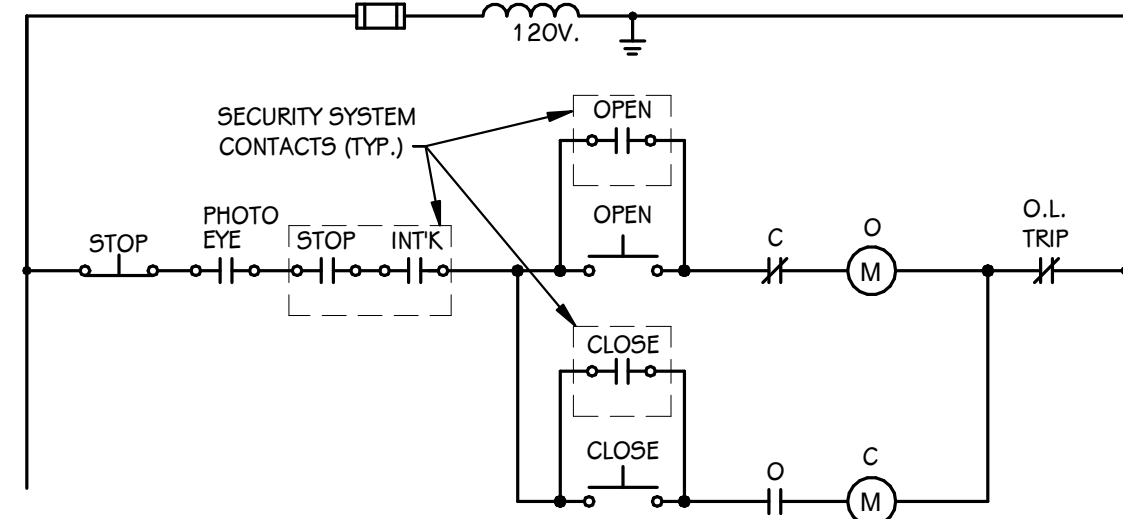 120V.
SECURITY SYSTEM
CONTACTS (TYP.)
OPEN
OPEN
STOP
PHOTO
EYE
STOP
INT'K
C
O
M
O.L.
TRIP
CLOSE
CLOSE
O
C
M